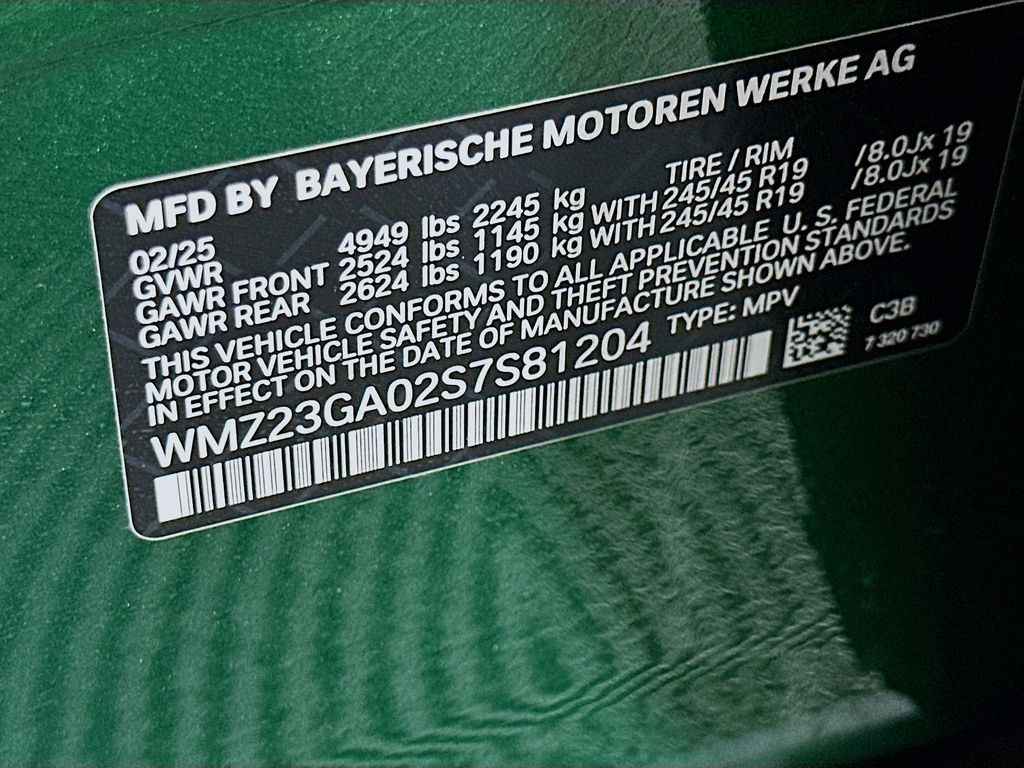 MFD BY BAYERISCHE MOTOREN WERKE AG
02/25 TIRE / RIM
GVWR 4949 lbs 2245 kg
GAWR FRONT 2524 lbs 1145 kg WITH 245/45 R19 /8.0Jx 19
GAWR REAR 2624 lbs 1190 kg WITH 245/45 R19 /8.0Jx 19
THIS VEHICLE CONFORMS TO ALL APPLICABLE U. S. FEDERAL
MOTOR VEHICLE SAFETY AND THEFT PREVENTION STANDARDS
IN EFFECT ON THE DATE OF MANUFACTURE SHOWN ABOVE.
WMZ23GA02S7S81204 TYPE: MPV C3B
7 320 730